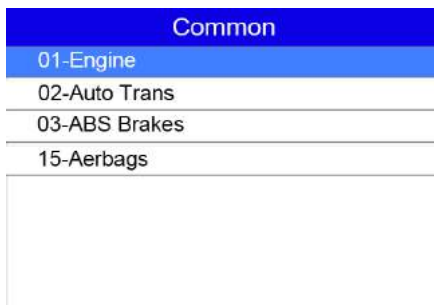 Common
01-Engine
02-Auto Trans
03-ABS Brakes
15-Aerbags